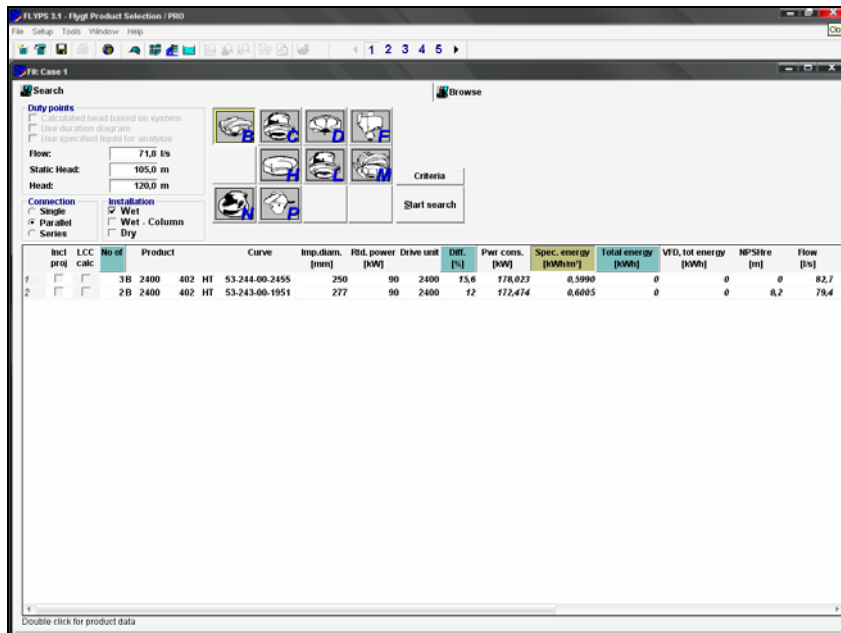 FLYPS 3.1 - Flygt Product Selection / PRO
File Setup Tools Window Help
Clo
1 2 3 4 5
F0: Case 1
Search
Browse
Duty points
Calculated head based on system
Use duration diagram
Use specified liquid for analysis
Flow: 71,8 l/s
Static Head: 105,0 m
Head: 120,0 m
Connection
Single
Parallel
Series
Installation
Wet
Wet - Column
Dry
B C D F
H L M
N P
Criteria
Start search
Incl LCC No of Product Curve Imp.diam. Rtd. power Drive unit Diff. Pwr cons. Spec. energy Total energy VFD, tot energy NPSHre Flow
proj calc [mm] [kW] [%] [kW] [kWh/m³] [kWh] [kWh] [m] [l/s]
1 3 B 2400 402 HT 53-244-00-2455 250 90 2400 15,6 178,023 0,5990 0 0 0 82,7
2 2 B 2400 402 HT 53-243-00-1951 277 90 2400 12 172,474 0,6005 0 0 8,2 79,4
Double click for product data